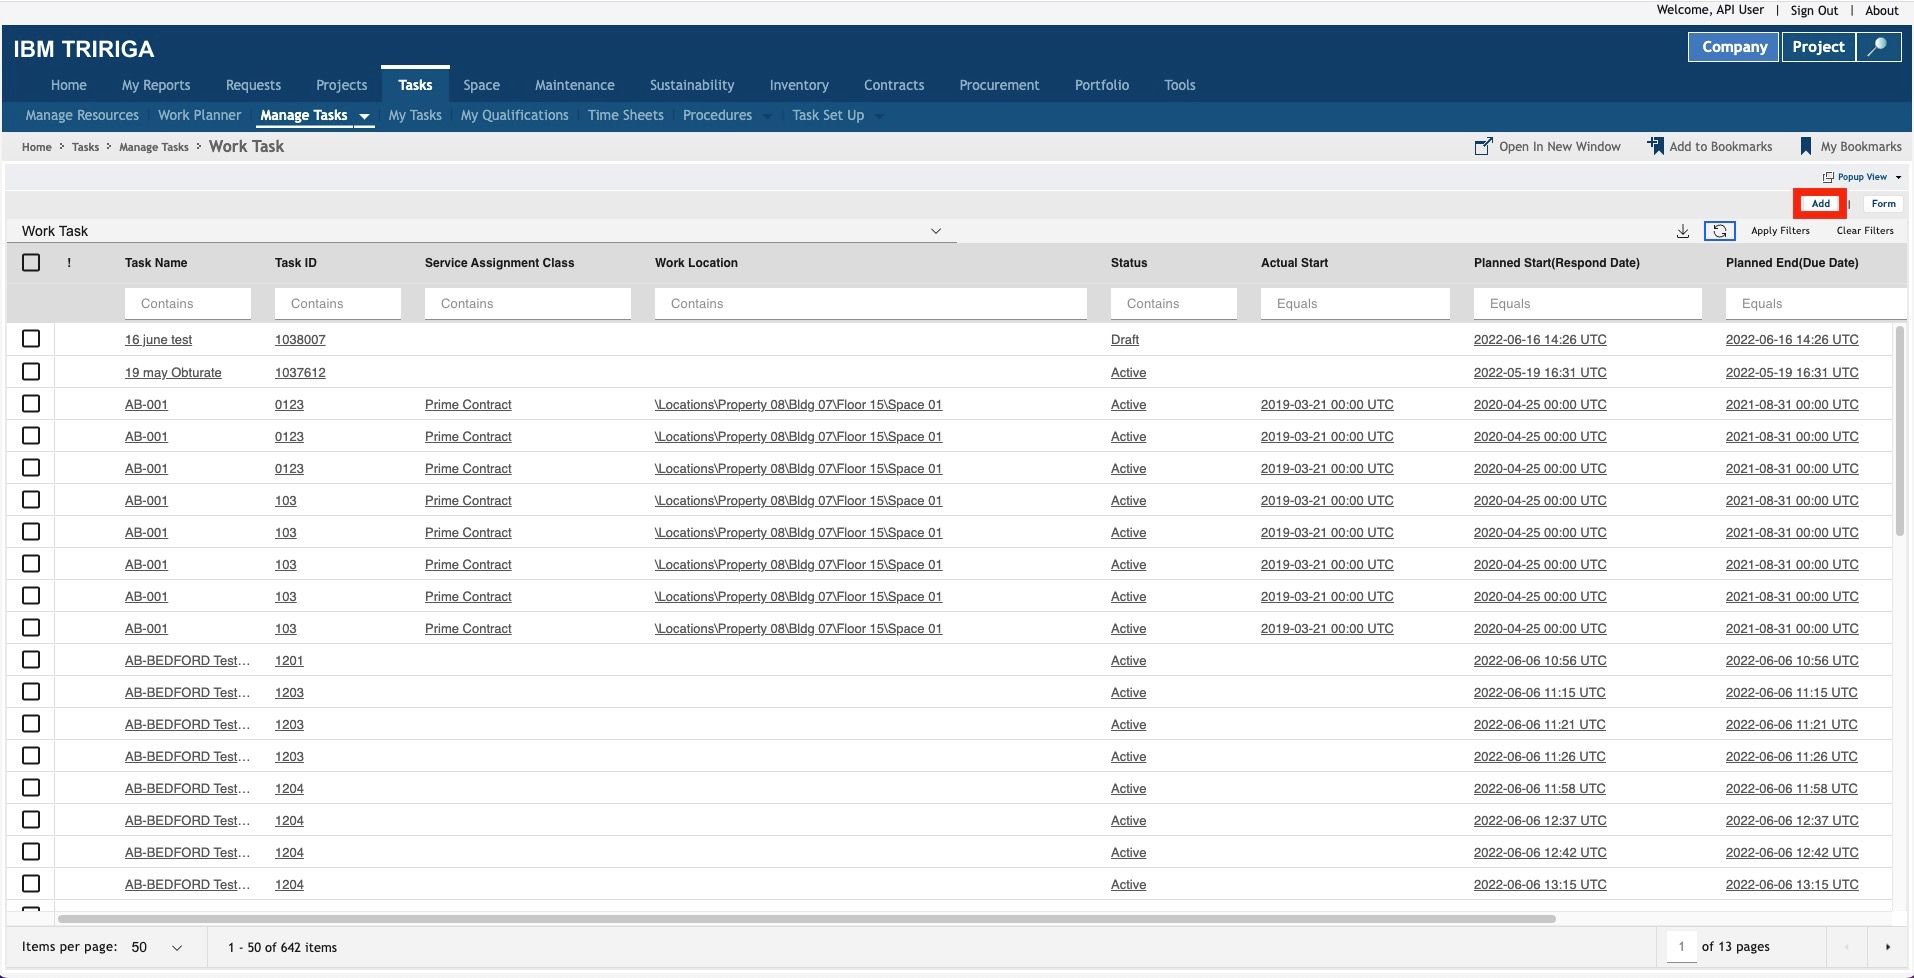 Welcome, API User | Sign Out | About
IBM TRIRIGA
Company Project
Home My Reports Requests Projects Tasks Space Maintenance Sustainability Inventory Contracts Procurement Portfolio Tools
Manage Resources Work Planner Manage Tasks My Tasks My Qualifications Time Sheets Procedures Task Set Up
Home > Tasks > Manage Tasks > Work Task Open In New Window Add to Bookmarks My Bookmarks
Popup View
Add | Form
Work Task Apply Filters Clear Filters
! Task Name Task ID Service Assignment Class Work Location Status Actual Start Planned Start(Respond Date) Planned End(Due Date)
Contains Contains Contains Contains Contains Equals Equals Equals
16 june test 1038007 Draft 2022-06-16 14:26 UTC 2022-06-16 14:26 UTC
19 may Obturate 1037612 Active 2022-05-19 16:31 UTC 2022-05-19 16:31 UTC
AB-001 0123 Prime Contract \Locations\Property 08\Bldg 07\Floor 15\Space 01 Active 2019-03-21 00:00 UTC 2020-04-25 00:00 UTC 2021-08-31 00:00 UTC
AB-001 0123 Prime Contract \Locations\Property 08\Bldg 07\Floor 15\Space 01 Active 2019-03-21 00:00 UTC 2020-04-25 00:00 UTC 2021-08-31 00:00 UTC
AB-001 0123 Prime Contract \Locations\Property 08\Bldg 07\Floor 15\Space 01 Active 2019-03-21 00:00 UTC 2020-04-25 00:00 UTC 2021-08-31 00:00 UTC
AB-001 103 Prime Contract \Locations\Property 08\Bldg 07\Floor 15\Space 01 Active 2019-03-21 00:00 UTC 2020-04-25 00:00 UTC 2021-08-31 00:00 UTC
AB-001 103 Prime Contract \Locations\Property 08\Bldg 07\Floor 15\Space 01 Active 2019-03-21 00:00 UTC 2020-04-25 00:00 UTC 2021-08-31 00:00 UTC
AB-001 103 Prime Contract \Locations\Property 08\Bldg 07\Floor 15\Space 01 Active 2019-03-21 00:00 UTC 2020-04-25 00:00 UTC 2021-08-31 00:00 UTC
AB-001 103 Prime Contract \Locations\Property 08\Bldg 07\Floor 15\Space 01 Active 2019-03-21 00:00 UTC 2020-04-25 00:00 UTC 2021-08-31 00:00 UTC
AB-001 103 Prime Contract \Locations\Property 08\Bldg 07\Floor 15\Space 01 Active 2019-03-21 00:00 UTC 2020-04-25 00:00 UTC 2021-08-31 00:00 UTC
AB-BEDFORD Test... 1201 Active 2022-06-06 10:56 UTC 2022-06-06 10:56 UTC
AB-BEDFORD Test... 1203 Active 2022-06-06 11:15 UTC 2022-06-06 11:15 UTC
AB-BEDFORD Test... 1203 Active 2022-06-06 11:21 UTC 2022-06-06 11:21 UTC
AB-BEDFORD Test... 1203 Active 2022-06-06 11:26 UTC 2022-06-06 11:26 UTC
AB-BEDFORD Test... 1204 Active 2022-06-06 11:58 UTC 2022-06-06 11:58 UTC
AB-BEDFORD Test... 1204 Active 2022-06-06 12:37 UTC 2022-06-06 12:37 UTC
AB-BEDFORD Test... 1204 Active 2022-06-06 12:42 UTC 2022-06-06 12:42 UTC
AB-BEDFORD Test... 1204 Active 2022-06-06 13:15 UTC 2022-06-06 13:15 UTC
Items per page: 50 1 - 50 of 642 items 1 of 13 pages